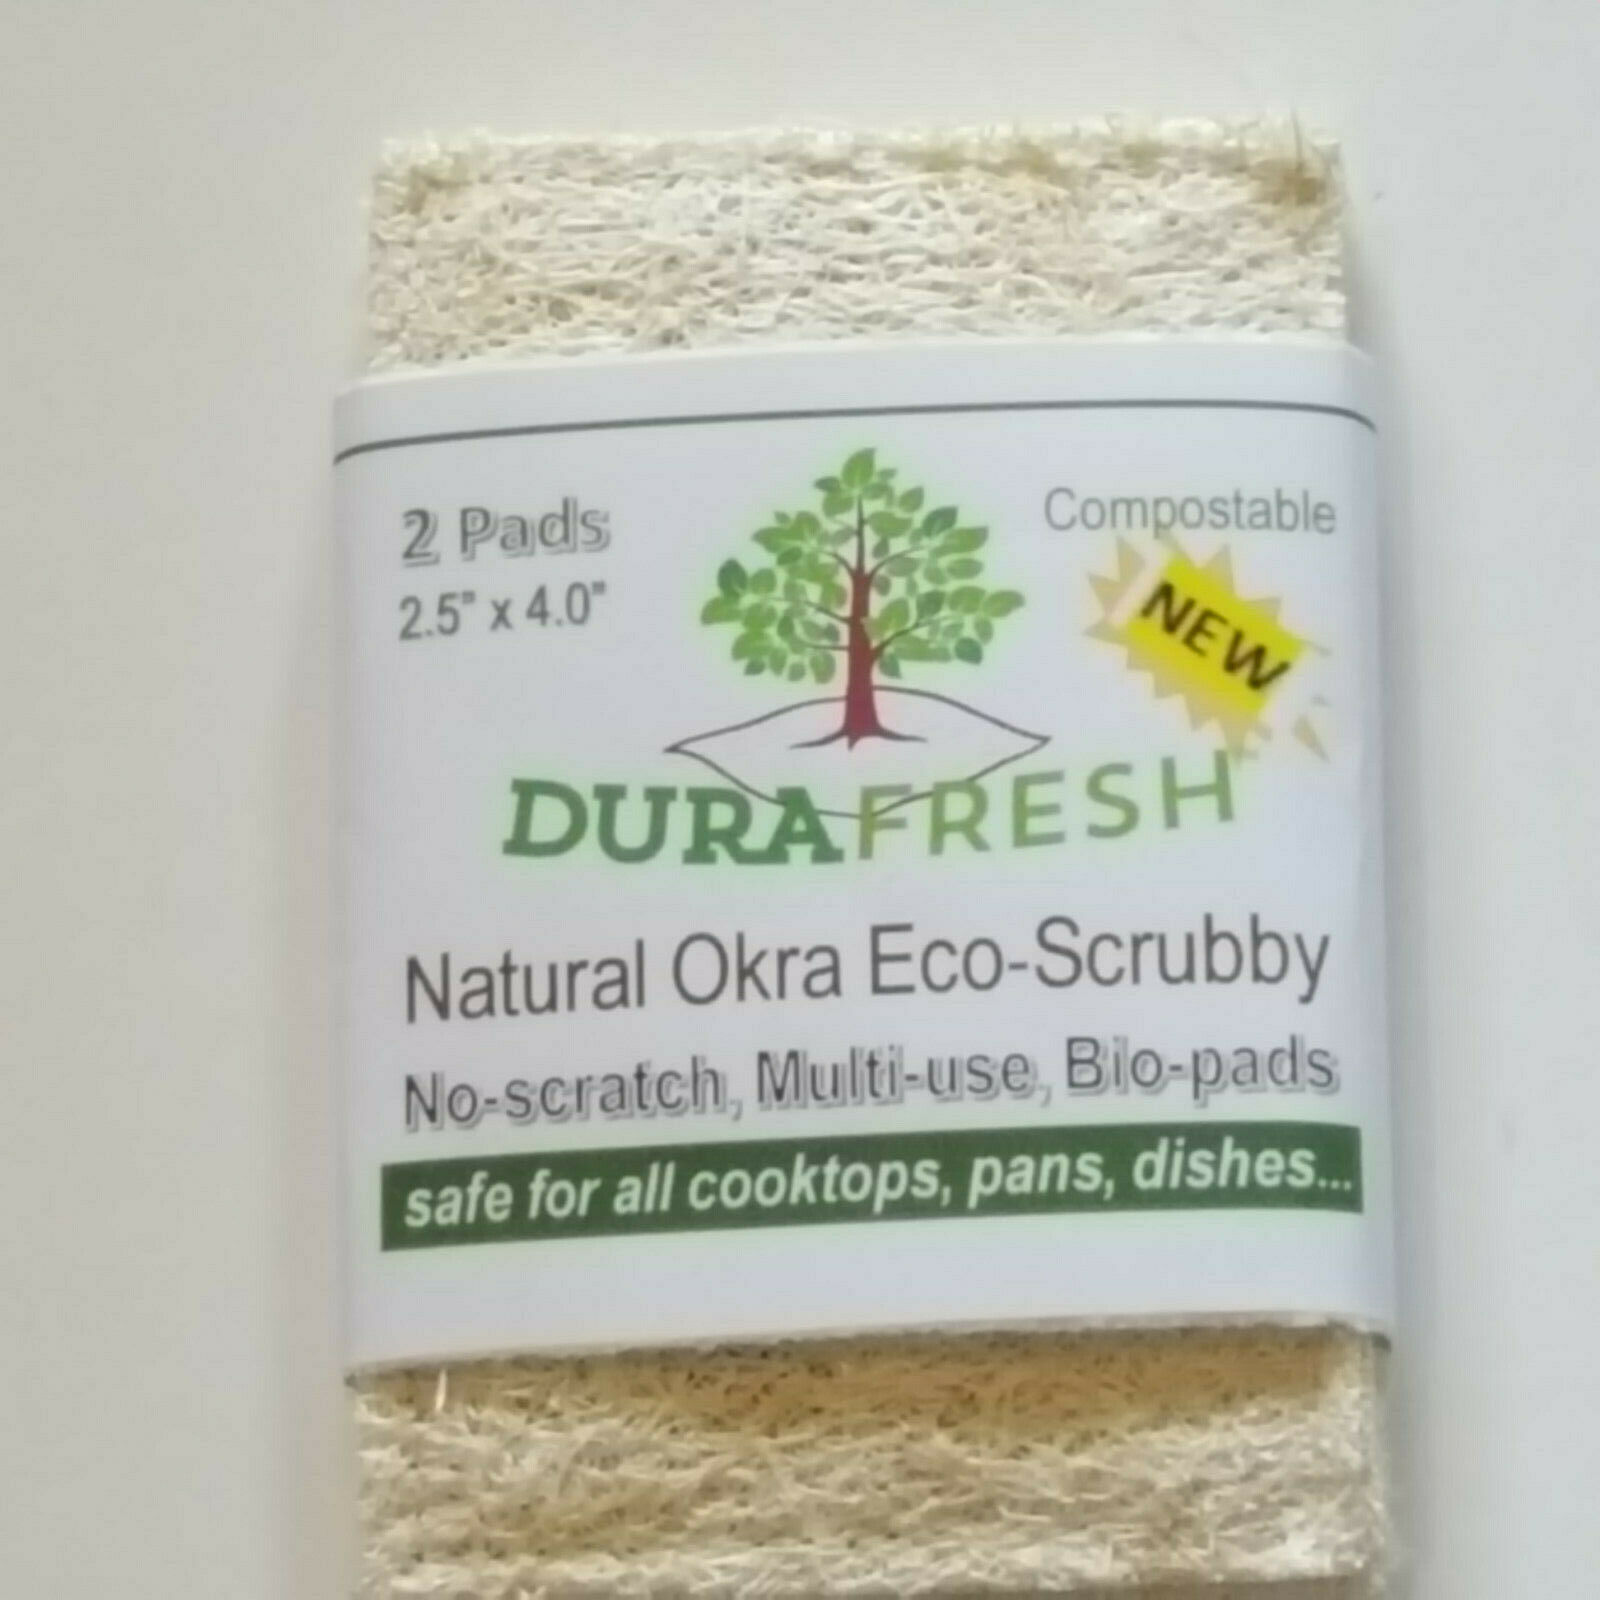 2 Pads
2.5" x 4.0"
Compostable
NEW
DURAFRESH
Natural Okra Eco-Scrubby
No-scratch, Multi-use, Bio-pads
safe for all cooktops, pans, dishes...